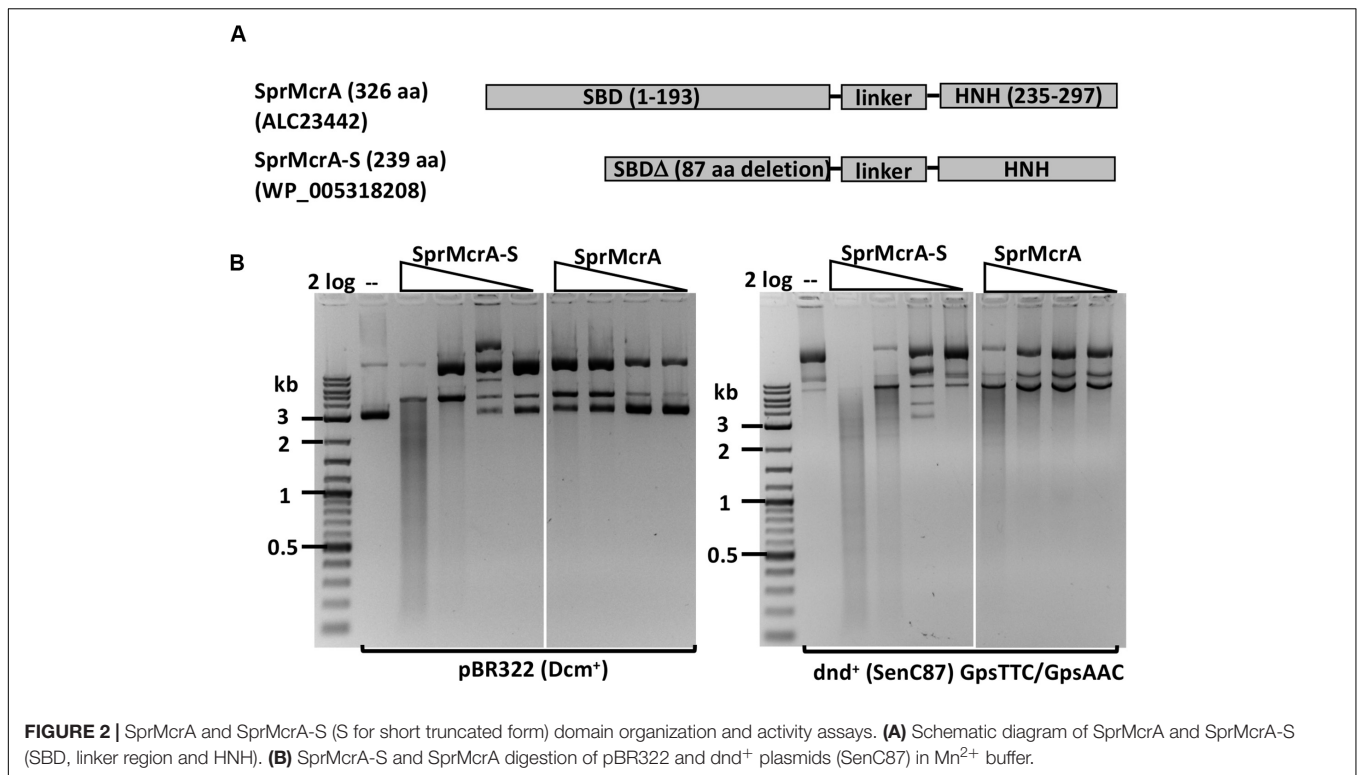 A
SprMcrA (326 aa)
(ALC23442)
SBD (1-193)
linker
HNH (235-297)
SprMcrA-S (239 aa)
(WP_005318208)
SBDΔ (87 aa deletion)
linker
HNH
B
SprMcrA-S
SprMcrA
2 log
--
kb
3
2
1
0.5
pBR322 (Dcm⁺)
SprMcrA-S
SprMcrA
2 log
--
kb
3
2
1
0.5
dnd⁺ (SenC87) GpsTTC/GpsAAC
FIGURE 2 | SprMcrA and SprMcrA-S (S for short truncated form) domain organization and activity assays. (A) Schematic diagram of SprMcrA and SprMcrA-S
(SBD, linker region and HNH). (B) SprMcrA-S and SprMcrA digestion of pBR322 and dnd⁺ plasmids (SenC87) in Mn²⁺ buffer.